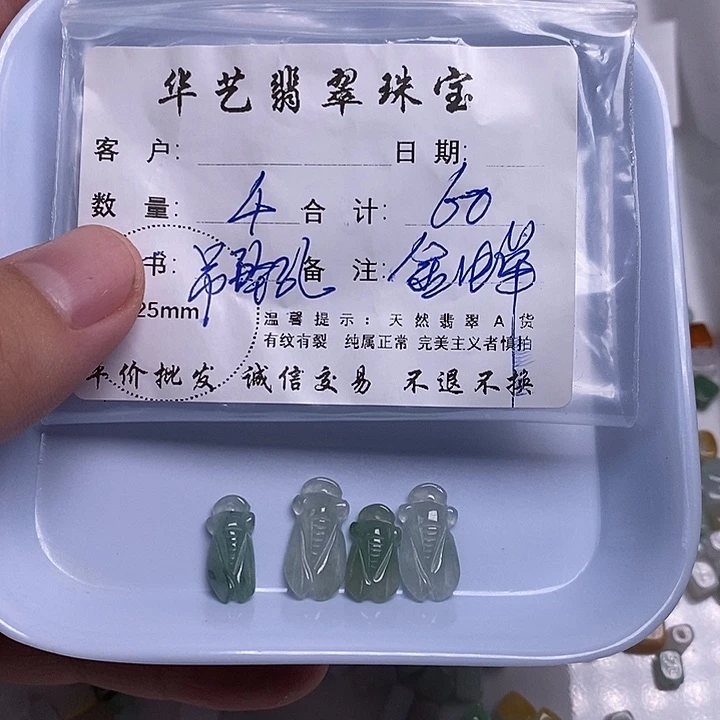 华艺翡翠珠宝
客 户: 日 期:
数 量: 4 合 计: 60
书: 备 注:
25mm
温馨提示: 天然翡翠A货
有纹有裂 纯属正常 完美主义者慎拍
平价批发 诚信交易 不退不换